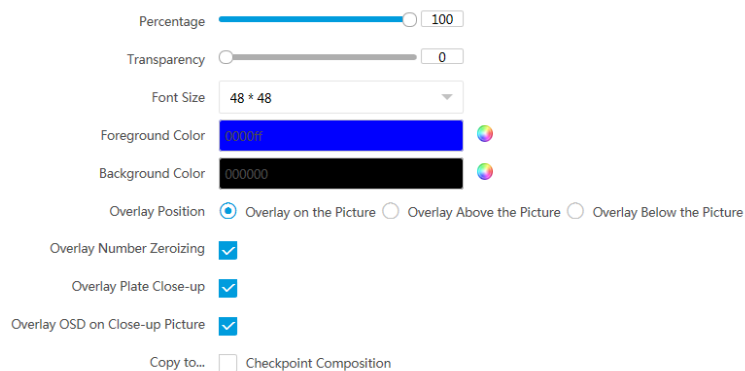 Percentage 100
Transparency 0
Font Size 48 * 48
Foreground Color 0000ff
Background Color 000000
Overlay Position Overlay on the Picture Overlay Above the Picture Overlay Below the Picture
Overlay Number Zeroizing
Overlay Plate Close-up
Overlay OSD on Close-up Picture
Copy to... Checkpoint Composition